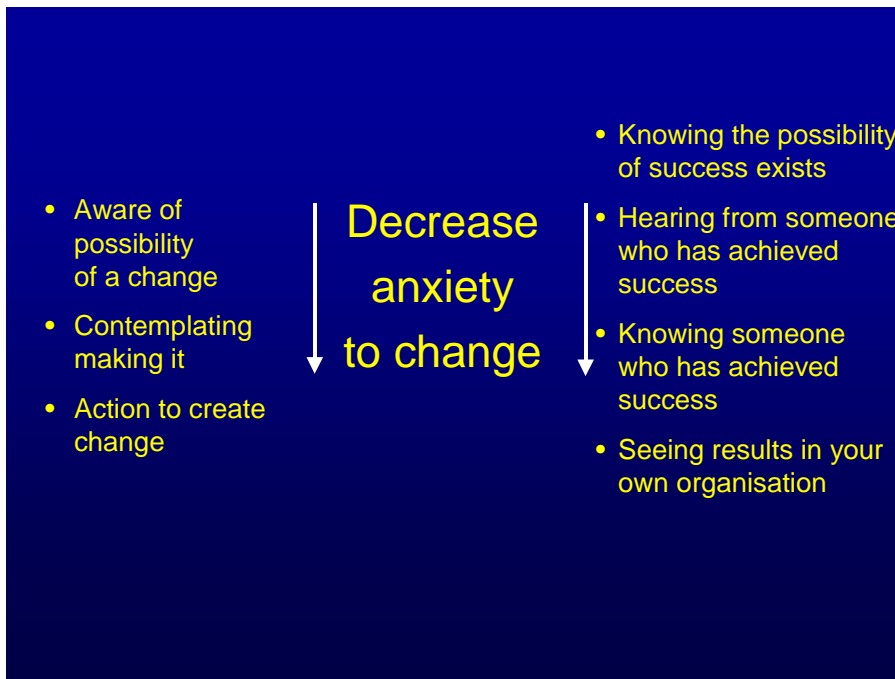 • Aware of
possibility
of a change
• Contemplating
making it
• Action to create
change
Decrease
anxiety
to change
• Knowing the possibility
of success exists
• Hearing from someone
who has achieved
success
• Knowing someone
who has achieved
success
• Seeing results in your
own organisation